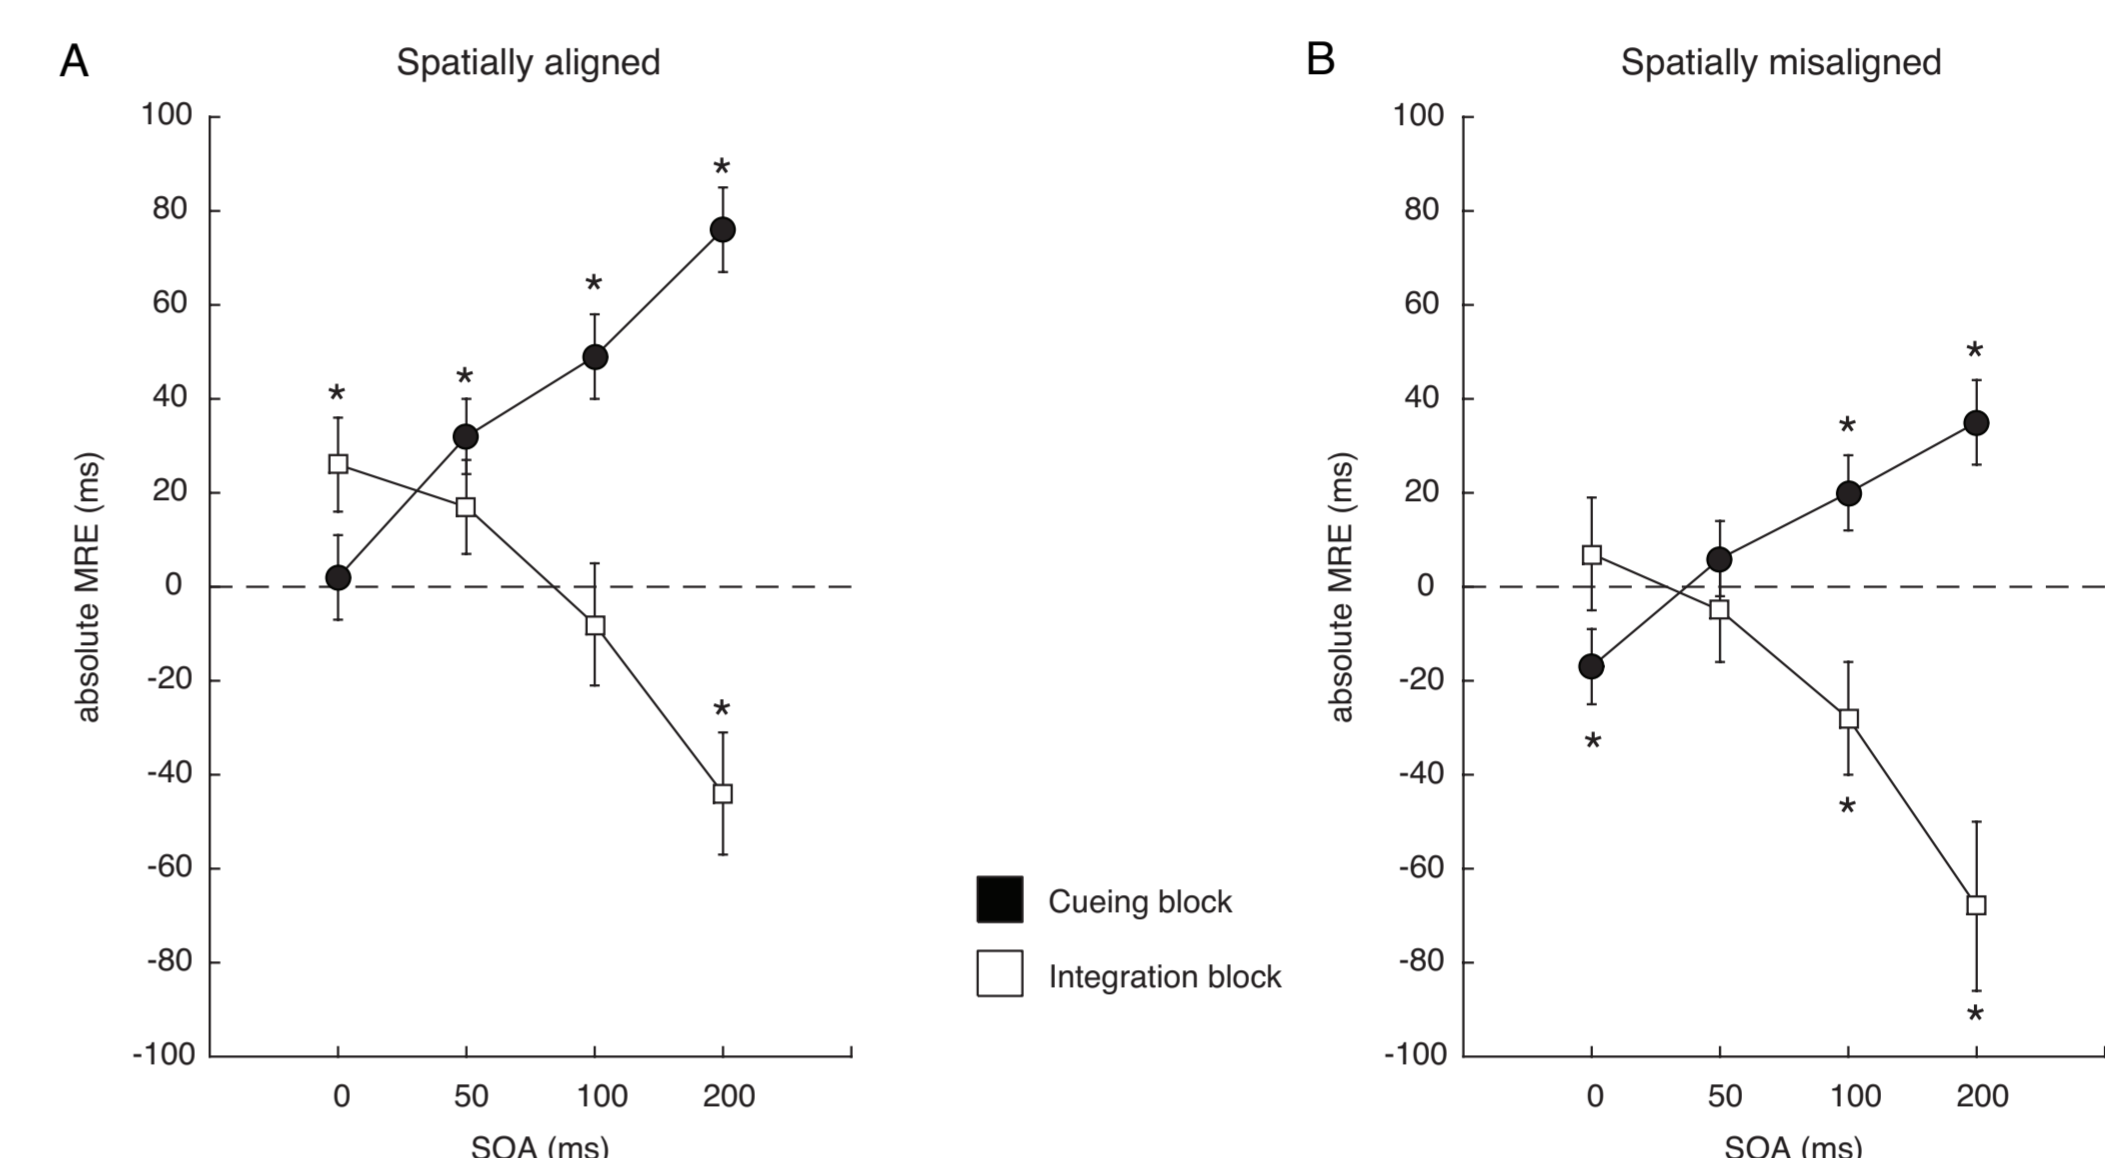 A
Spatially aligned
100
80
60
40
20
0
-20
-40
-60
-80
-100
absolute MRE (ms)
*
*
*
*
*
0 50 100 200
SOA (ms)
Cueing block
Integration block
B
Spatially misaligned
100
80
60
40
20
0
-20
-40
-60
-80
-100
absolute MRE (ms)
*
*
*
*
*
0 50 100 200
SOA (ms)